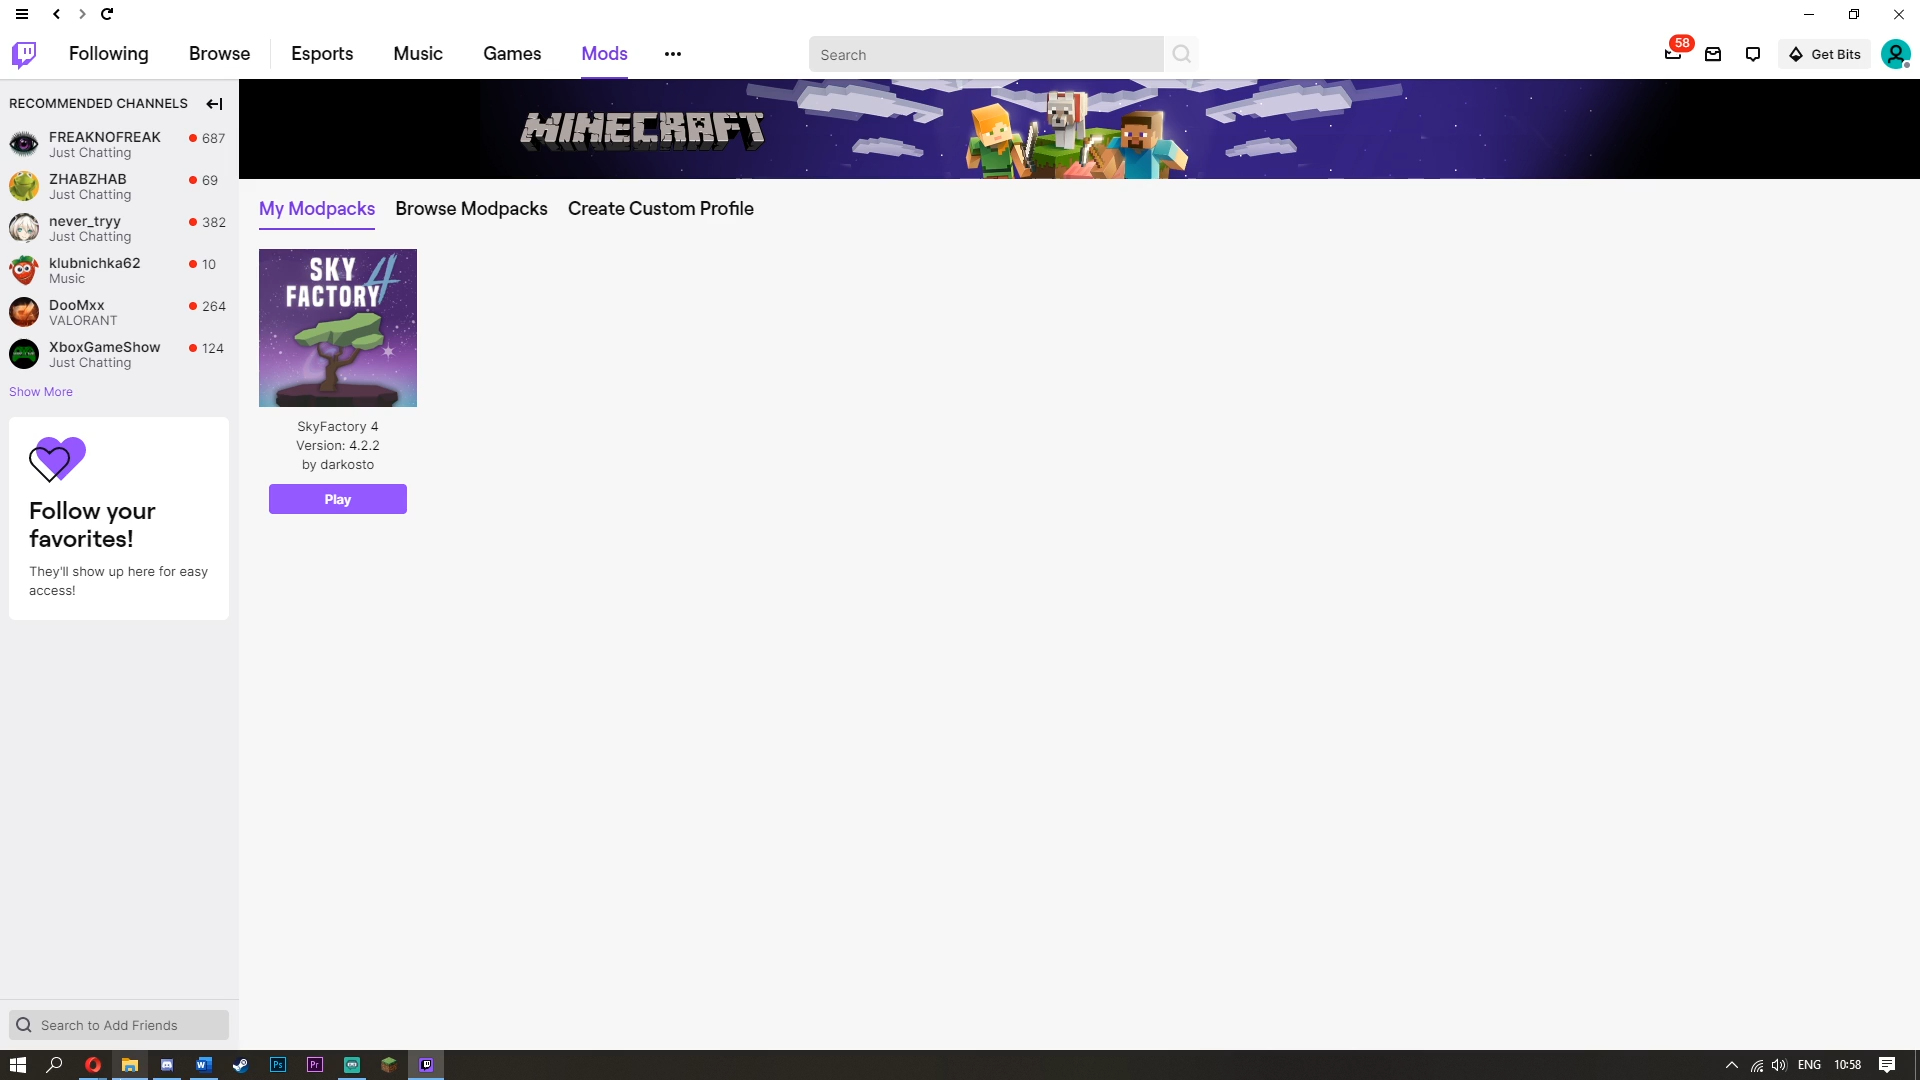 Following
Browse
Esports
Music
Games
Mods
Search
58
Get Bits
RECOMMENDED CHANNELS
FREAKNOFREAK
687
Just Chatting
ZHABZHAB
69
Just Chatting
never_tryy
382
Just Chatting
klubnichka62
10
Music
DooMxx
264
VALORANT
XboxGameShow
124
Just Chatting
Show More
Follow your
favorites!
They'll show up here for easy
access!
Search to Add Friends
MINECRAFT
My Modpacks
Browse Modpacks
Create Custom Profile
SKY
FACTORY 4
SkyFactory 4
Version: 4.2.2
by darkosto
Play
W
Ps
Pr
ENG
10:58